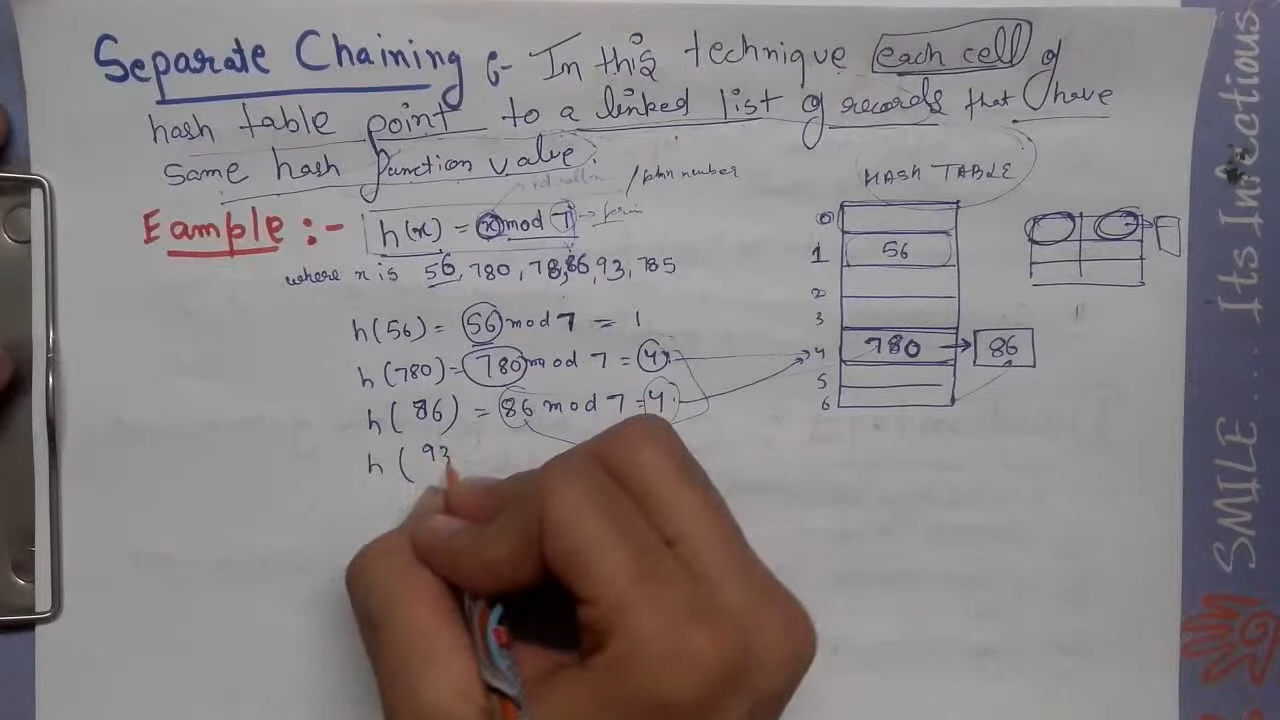 Separate Chaining :- In this technique each cell of
hash table point to a linked list of records that have
same hash function value.
HASH TABLE
/prim number
Eample :- h(x) = x mod 7 → prim
where x is 56, 780, 78, 86, 93, 785
h(56) = 56 mod 7 = 1
h(780) = 780 mod 7 = 4
h(86) = 86 mod 7 = 4
h(93
0
1 56
2
3
4 780 → 86
5
6
SMILE... Its Infectious